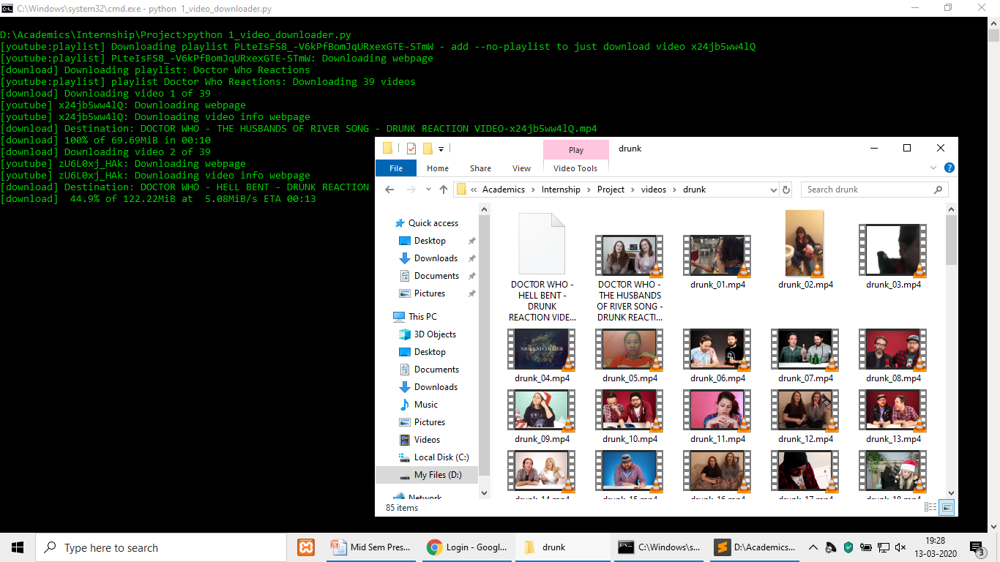 C:\Windows\system32\cmd.exe - python 1_video_downloader.py
D:\Academics\Internship\Project>python 1_video_downloader.py
[youtube:playlist] Downloading playlist PLteIsFS8_-V6kPfBomJqURxexGTE-STmW - add --no-playlist to just download video x24jb5ww4lQ
[youtube:playlist] PLteIsFS8_-V6kPfBomJqURxexGTE-STmW: Downloading webpage
[download] Downloading playlist: Doctor Who Reactions
[youtube:playlist] playlist Doctor Who Reactions: Downloading 39 videos
[download] Downloading video 1 of 39
[youtube] x24jb5ww4lQ: Downloading webpage
[youtube] x24jb5ww4lQ: Downloading video info webpage
[download] Destination: DOCTOR WHO - THE HUSBANDS OF RIVER SONG - DRUNK REACTION VIDEO-x24jb5ww4lQ.mp4
[download] 100% of 69.69MiB in 00:10
[download] Downloading video 2 of 39
[youtube] zU6L0xj_HAk: Downloading webpage
[youtube] zU6L0xj_HAk: Downloading video info webpage
[download] Destination: DOCTOR WHO - HELL BENT - DRUNK REACTION
[download]  44.9% of 122.22MiB at  5.08MiB/s ETA 00:13
Play
drunk
File
Home
Share
View
Video Tools
« Academics > Internship > Project > videos > drunk
Search drunk
Quick access
Desktop
Downloads
Documents
Pictures
This PC
3D Objects
Desktop
Documents
Downloads
Music
Pictures
Videos
Local Disk (C:)
My Files (D:)
Network
DOCTOR WHO -
HELL BENT -
DRUNK
REACTION VIDE...
DOCTOR WHO -
THE HUSBANDS
OF RIVER SONG -
DRUNK REACTI...
drunk_01.mp4
drunk_02.mp4
drunk_03.mp4
drunk_04.mp4
drunk_05.mp4
drunk_06.mp4
drunk_07.mp4
drunk_08.mp4
drunk_09.mp4
drunk_10.mp4
drunk_11.mp4
drunk_12.mp4
drunk_13.mp4
drunk_14.mp4
drunk_15.mp4
drunk_16.mp4
drunk_17.mp4
drunk_18.mp4
85 items
Type here to search
Mid Sem Pres...
Login - Googl...
drunk
C:\Windows\s...
D:\Academics...
19:28
13-03-2020
3